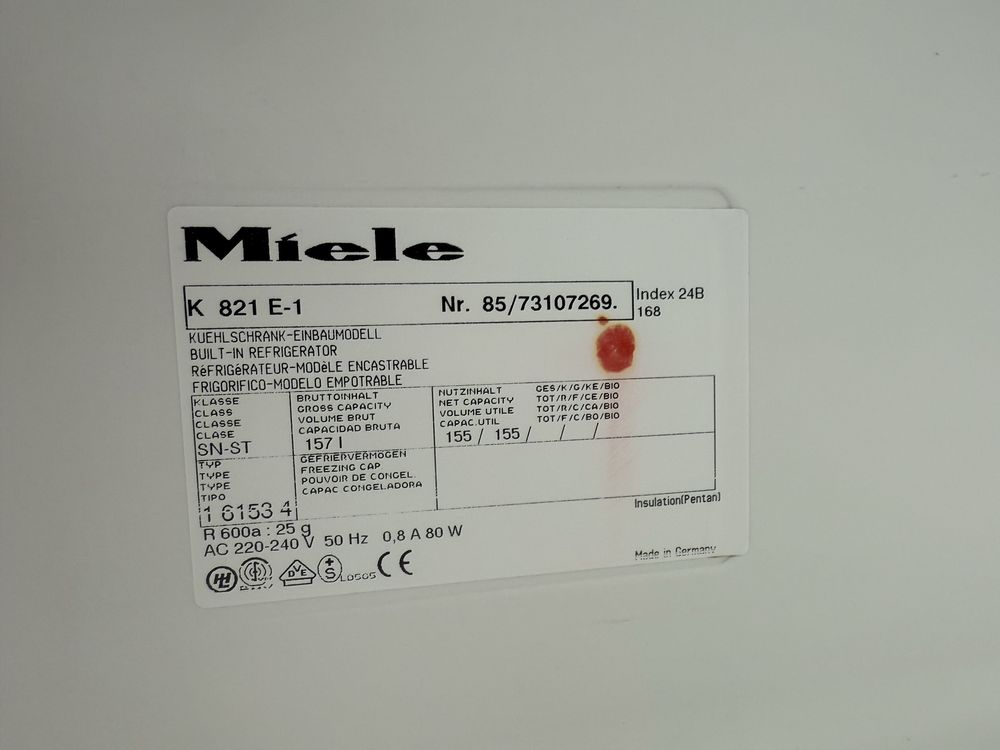 Miele
K 821 E-1 Nr. 85/73107269. Index 24B
168
KUEHLSCHRANK-EINBAUMODELL
BUILT-IN REFRIGERATOR
RéFRIGéRATEUR-MODèLE ENCASTRABLE
FRIGORIFICO-MODELO EMPOTRABLE
KLASSE
CLASS
CLASSE
CLASE
SN-ST
BRUTTOINHALT
GROSS CAPACITY
VOLUME BRUT
CAPACIDAD BRUTA
157 l
NUTZINHALT GES/K/G/KE/BIO
NET CAPACITY TOT/R/F/CE/BIO
VOLUME UTILE TOT/R/C/CA/BIO
CAPAC.UTIL TOT/F/C/BO/BIO
155 / 155 / / /
TYP
TYPE
TYPE
TIPO
1 6153 4
GEFRIERVERMÖGEN
FREEZING CAP
POUVOIR DE CONGEL
CAPAC CONGELADORA
Insulation(Pentan)
R 600a : 25 g
AC 220-240 V 50 Hz 0,8 A 80 W
Made in Germany
DVE
S
CE